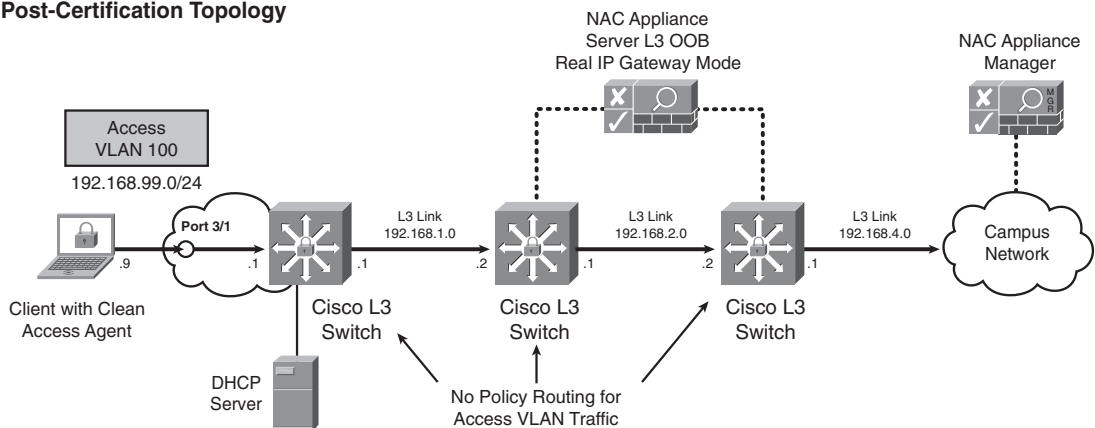 Post-Certification Topology
NAC Appliance
Server L3 OOB
Real IP Gateway Mode
NAC Appliance
Manager
MGR
Access
VLAN 100
192.168.99.0/24
Port 3/1
L3 Link
192.168.1.0
L3 Link
192.168.2.0
L3 Link
192.168.4.0
Campus
Network
.9
.1
.1
.2
.1
.2
.1
Client with Clean
Access Agent
Cisco L3
Switch
Cisco L3
Switch
Cisco L3
Switch
DHCP
Server
No Policy Routing for
Access VLAN Traffic